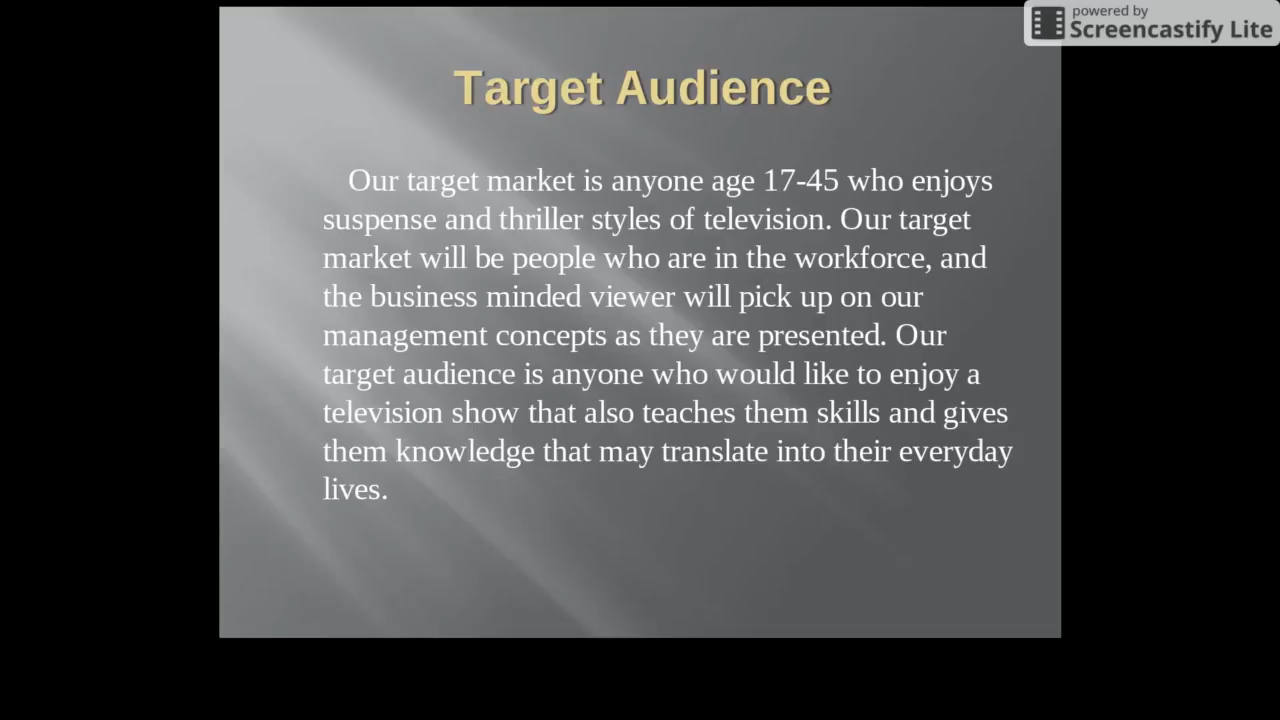 powered by
Screencastify Lite
Target Audience
Our target market is anyone age 17-45 who enjoys
suspense and thriller styles of television. Our target
market will be people who are in the workforce, and
the business minded viewer will pick up on our
management concepts as they are presented. Our
target audience is anyone who would like to enjoy a
television show that also teaches them skills and gives
them knowledge that may translate into their everyday
lives.